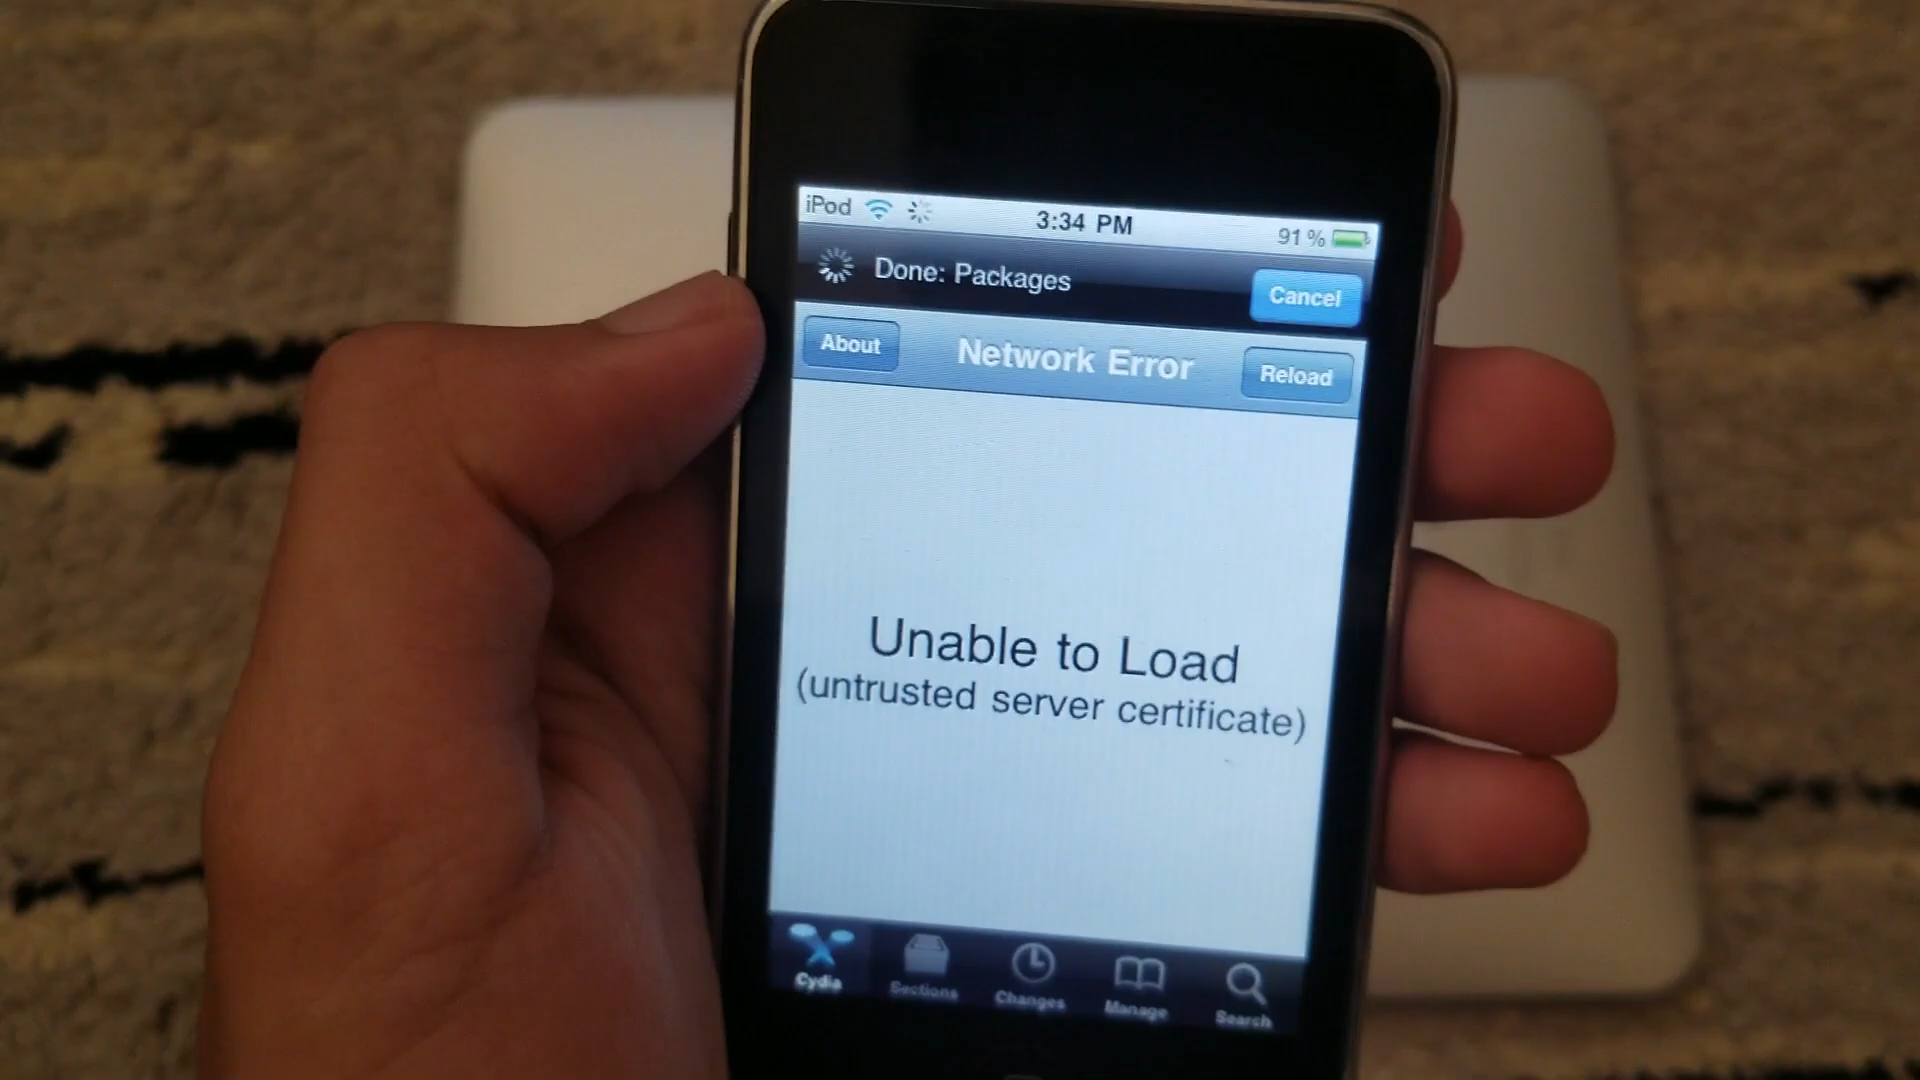 iPod 3:34 PM 91%
Done: Packages Cancel
About Network Error Reload
Unable to Load
(untrusted server certificate)
Cydia Sections Changes Manage Search